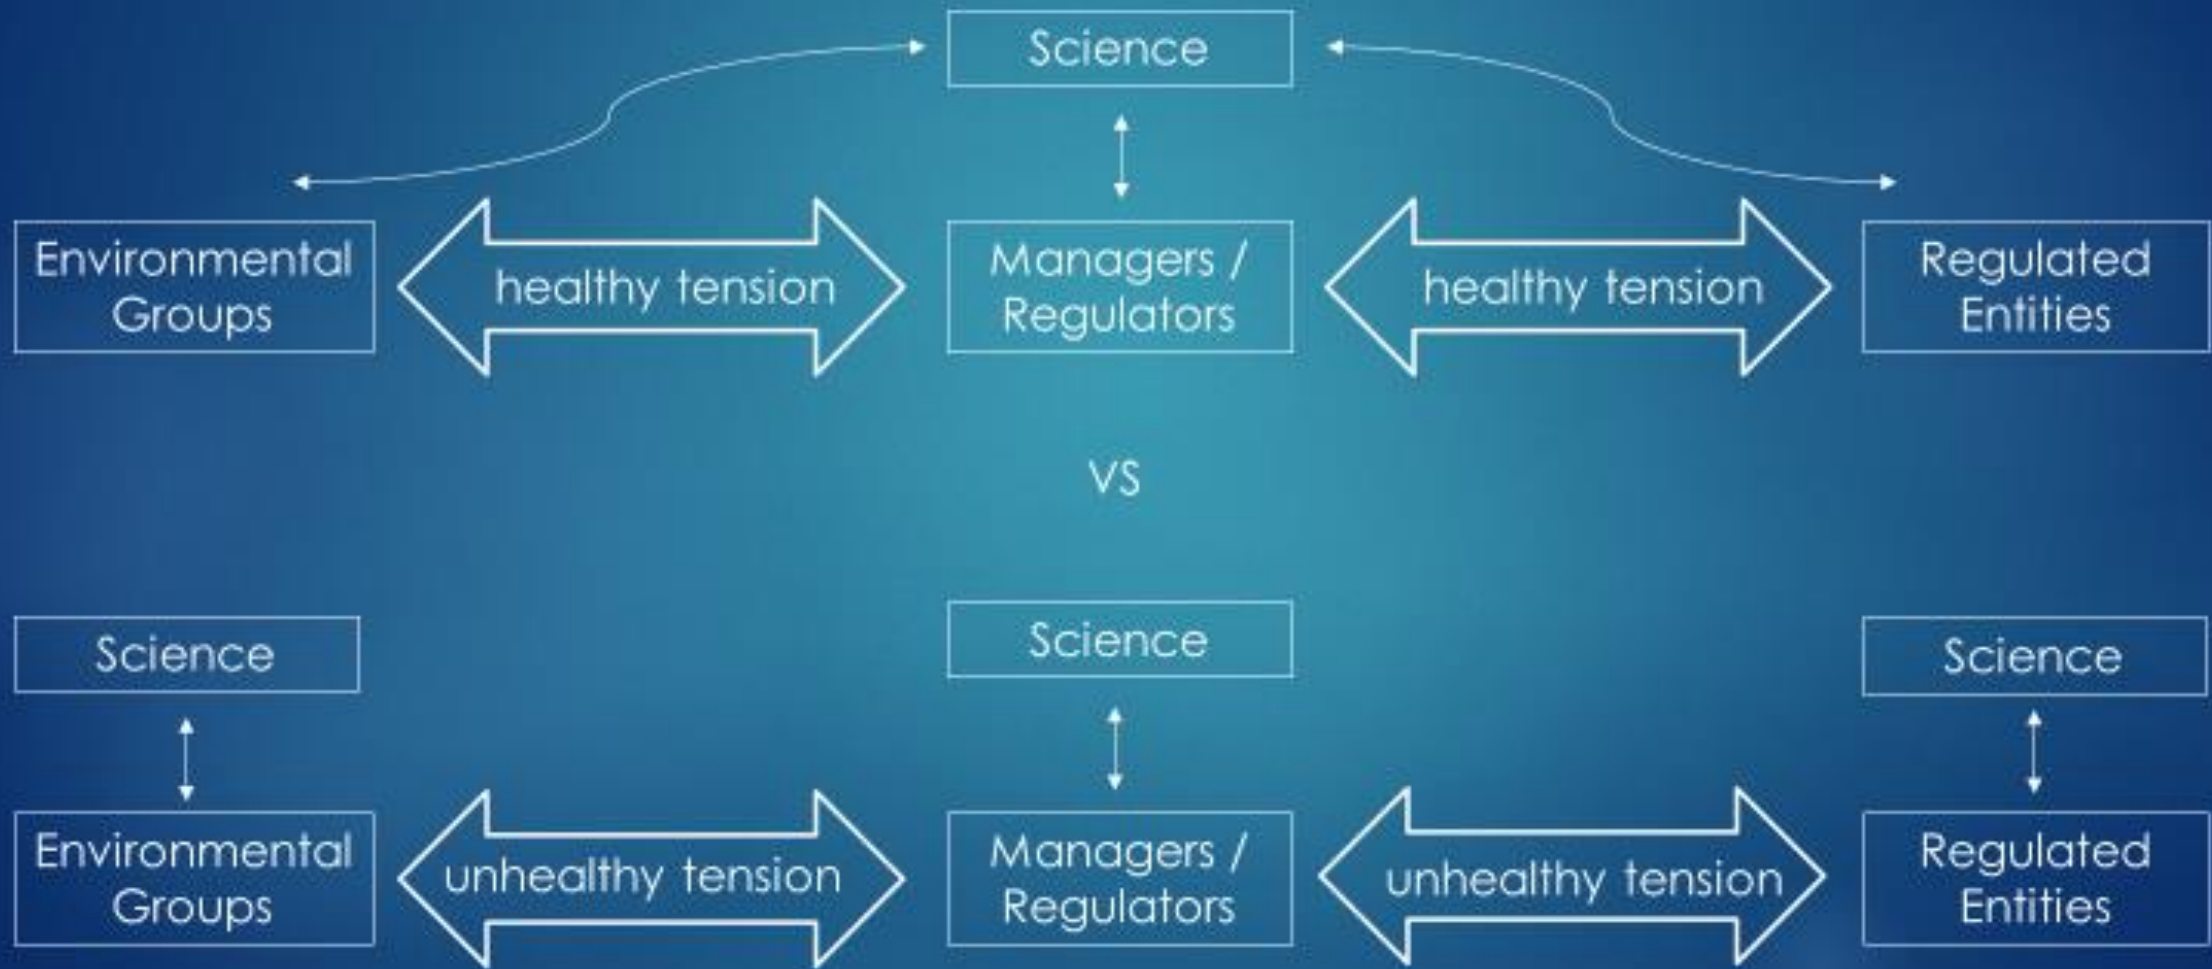 Science
Environmental
Groups
healthy tension
Managers /
Regulators
healthy tension
Regulated
Entities
VS
Science
Science
Science
Environmental
Groups
unhealthy tension
Managers /
Regulators
unhealthy tension
Regulated
Entities